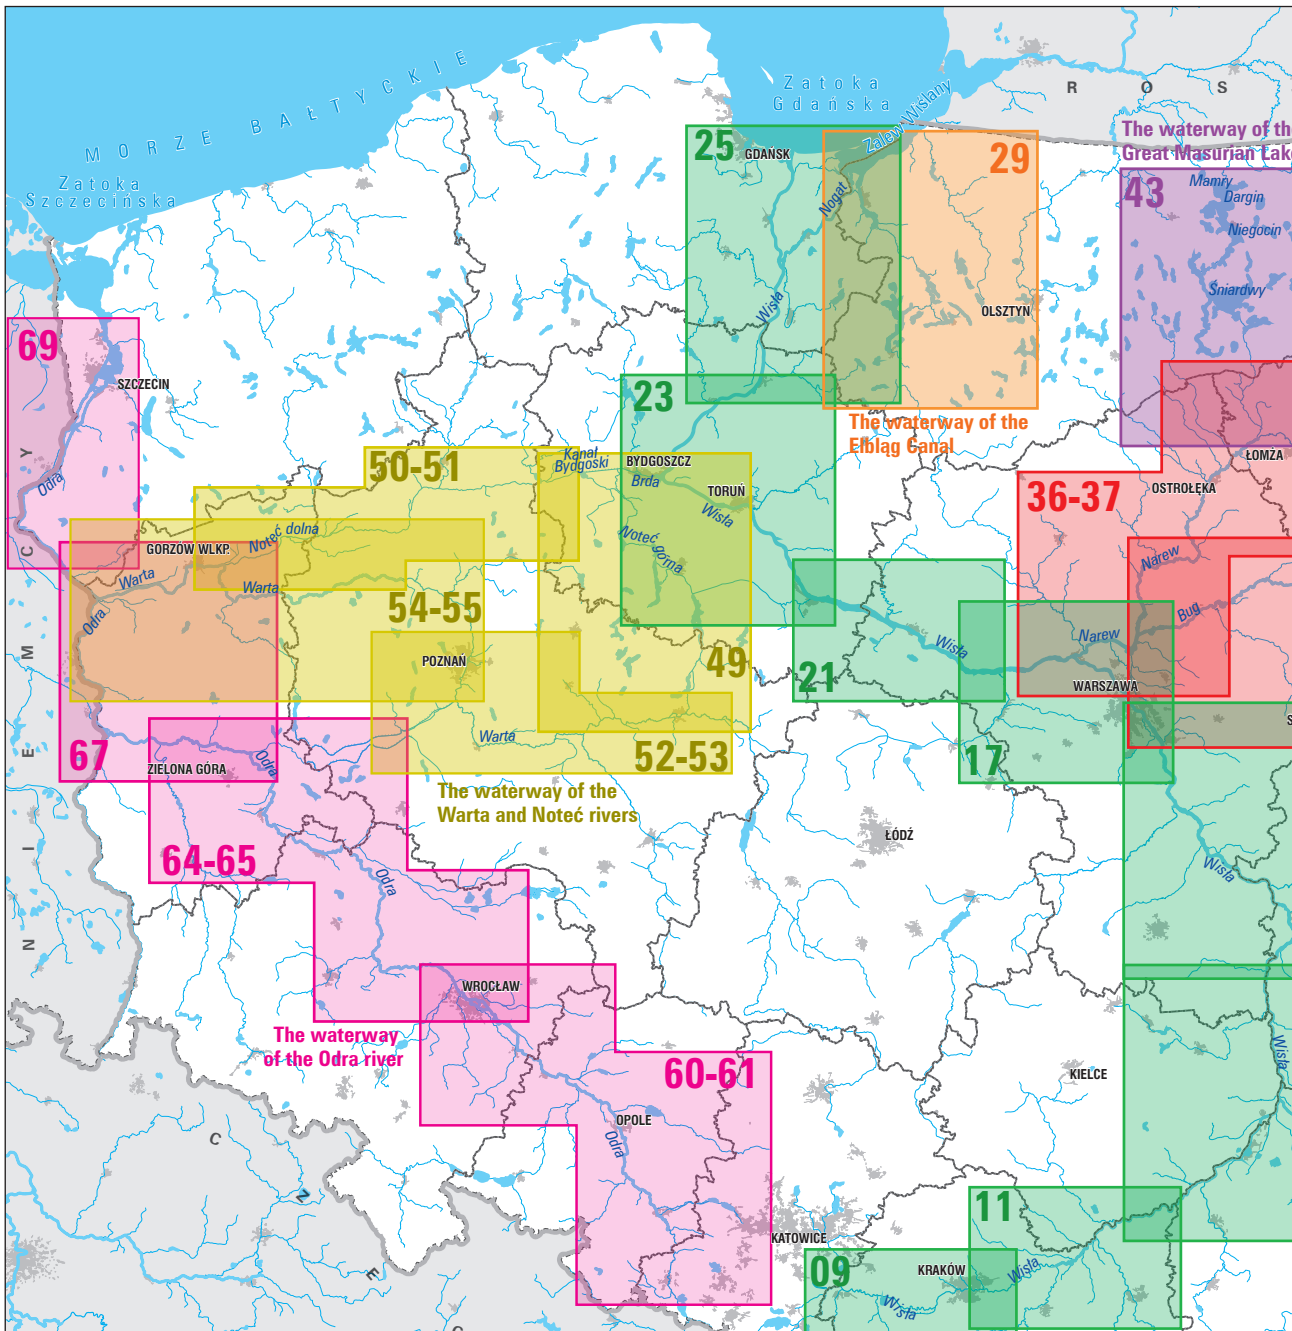 MORZE BAŁTYCKIE
Zatoka
Gdańska
Zalew Wiślany
R O S
Zatoka
Szczecińska
25
GDAŃSK
29
The waterway of th
Great Masurian Lak
43
Mamry
Dargin
Niegocin
Śniardwy
Nogat
Wisła
OLSZTYN
69
SZCZECIN
Odra
23
The waterway of the
Elbląg Canal
50-51
Kanał
Bydgoski
BYDGOSZCZ
Brda
TORUŃ
Wisła
ŁOMŻA
OSTROŁĘKA
36-37
GORZÓW WLKP.
Noteć dolna
Noteć górna
Warta
Warta
Odra
54-55
Narew
Bug
Narew
Wisła
POZNAŃ
49
21
WARSZAWA
S
67
ZIELONA GÓRA
Odra
Warta
52-53
17
The waterway of the
Warta and Noteć rivers
ŁÓDŹ
64-65
Odra
Wisła
N I E M C Y
WROCŁAW
The waterway
of the Odra river
60-61
KIELCE
Wisła
OPOLE
Odra
C Z E C
11
KATOWICE
09
KRAKÓW
Wisła
Wisła